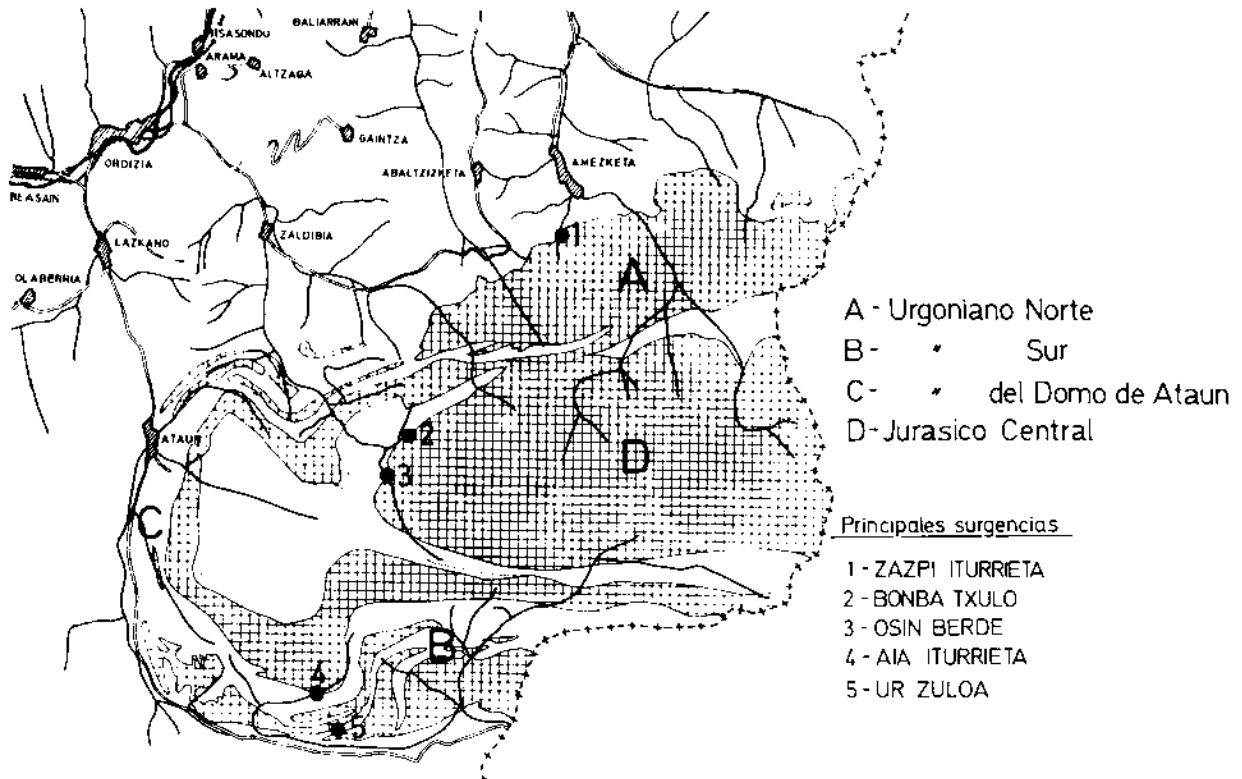 BALIARRAIN
ISASONDU
ARAMA
ALTZAGA
GAINTZA
ORDIZIA
ABALTZIZKETA
AMEZKETA
BEASAIN
LAZKANO
ZALDIBIA
1
OLABERRIA
A
A - Urgoniano Norte
B - " Sur
C - " del Domo de Ataun
D - Jurasico Central
ATAUN
2
D
3
C
Principales surgencias
1 - ZAZPI ITURRIETA
2 - BONBA TXULO
3 - OSIN BERDE
4 - AIA ITURRIETA
5 - UR ZULOA
B
4
5